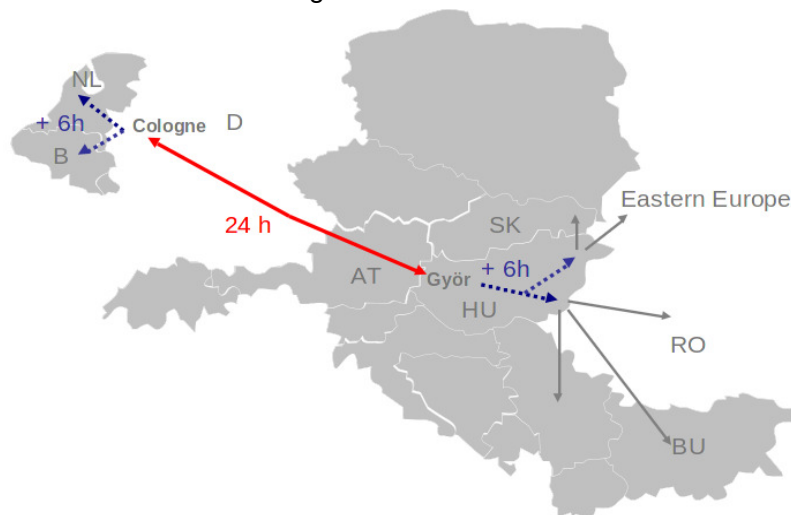 NL
+ 6h
Cologne
D
B
Eastern Europe
24 h
SK
AT
Györ
+ 6h
HU
RO
BU